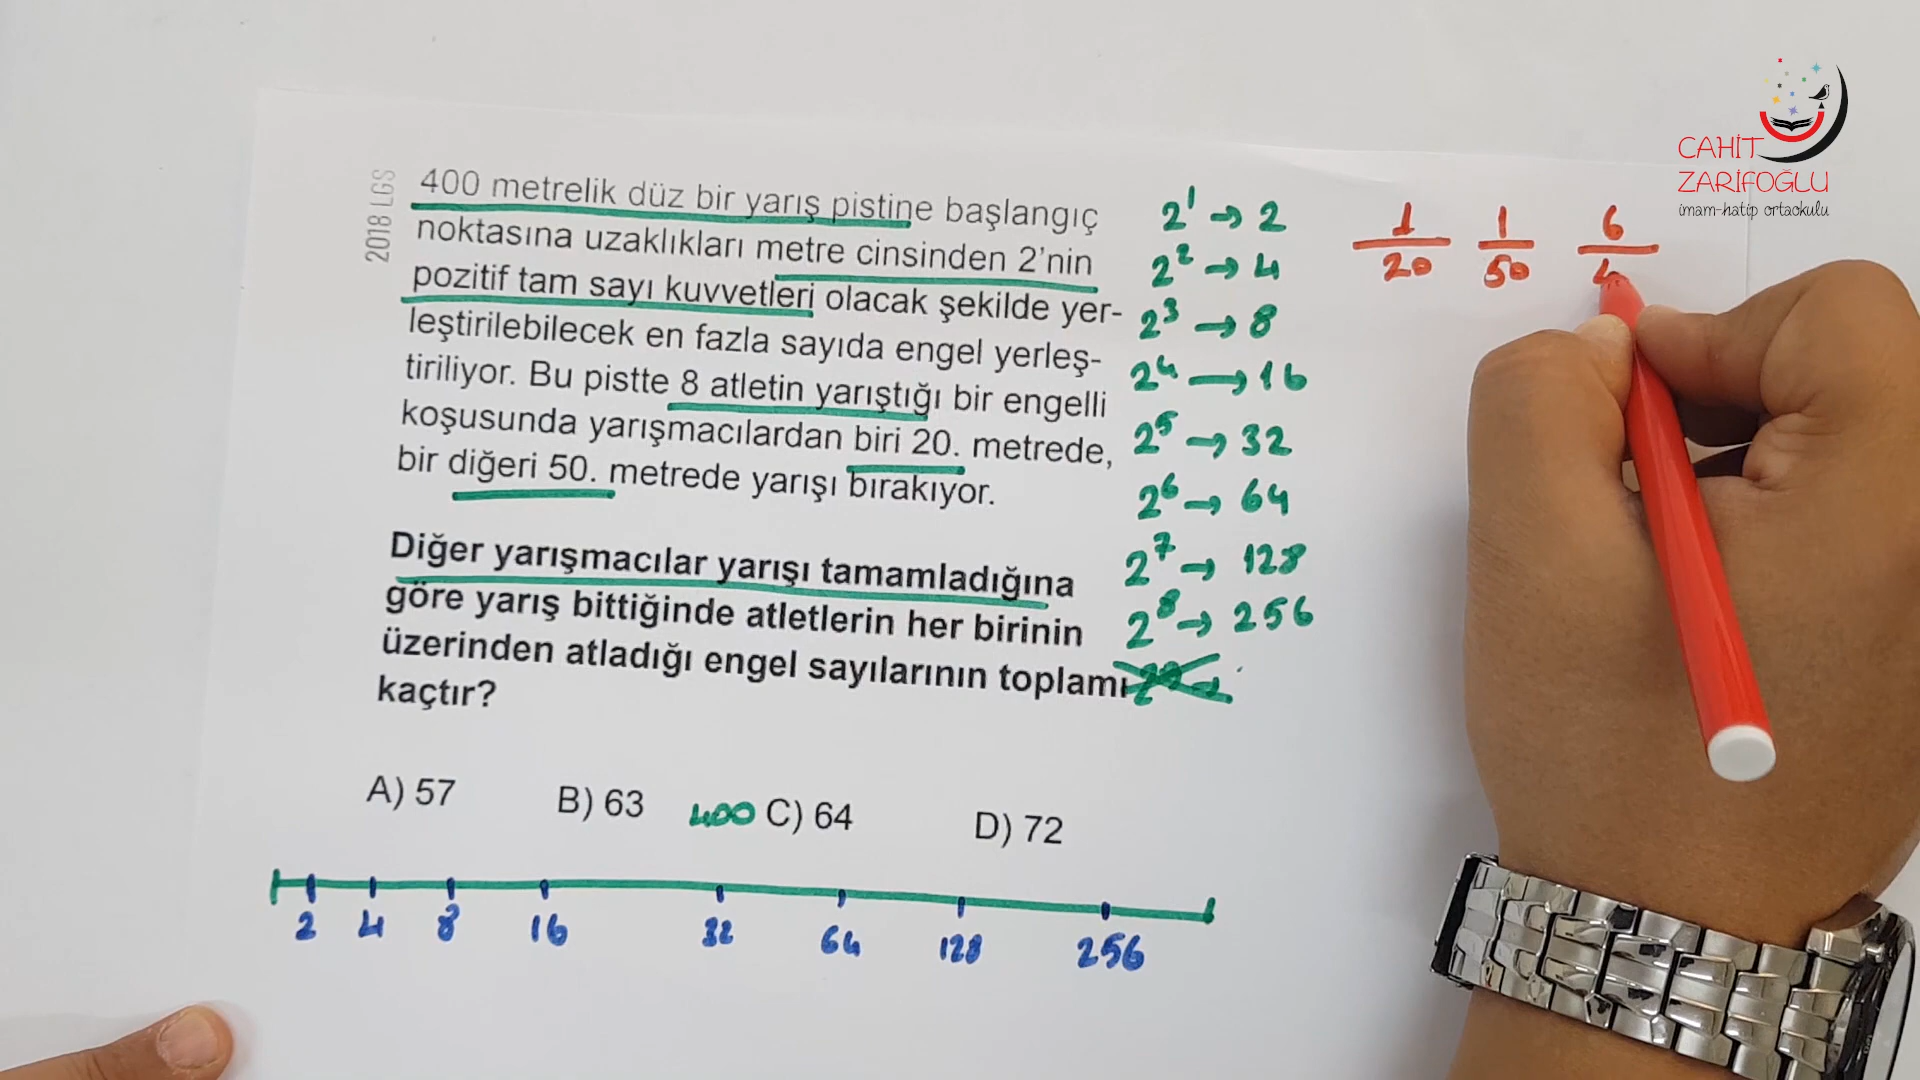 CAHİT
ZARİFOĞLU
imam-hatip ortaokulu
2018 LGS
400 metrelik düz bir yarış pistine başlangıç
noktasına uzaklıkları metre cinsinden 2'nin
pozitif tam sayı kuvvetleri olacak şekilde yer-
leştirilebilecek en fazla sayıda engel yerleş-
tiriliyor. Bu pistte 8 atletin yarıştığı bir engelli
koşusunda yarışmacılardan biri 20. metrede,
bir diğeri 50. metrede yarışı bırakıyor.
Diğer yarışmacılar yarışı tamamladığına
göre yarış bittiğinde atletlerin her birinin
üzerinden atladığı engel sayılarının toplamı
kaçtır?
A) 57 B) 63 400 C) 64 D) 72
2 4 8 16 32 64 128 256
2¹ → 2
2² → 4
2³ → 8
2⁴ → 16
2⁵ → 32
2⁶ → 64
2⁷ → 128
2⁸ → 256
1 1 6
20 50 4